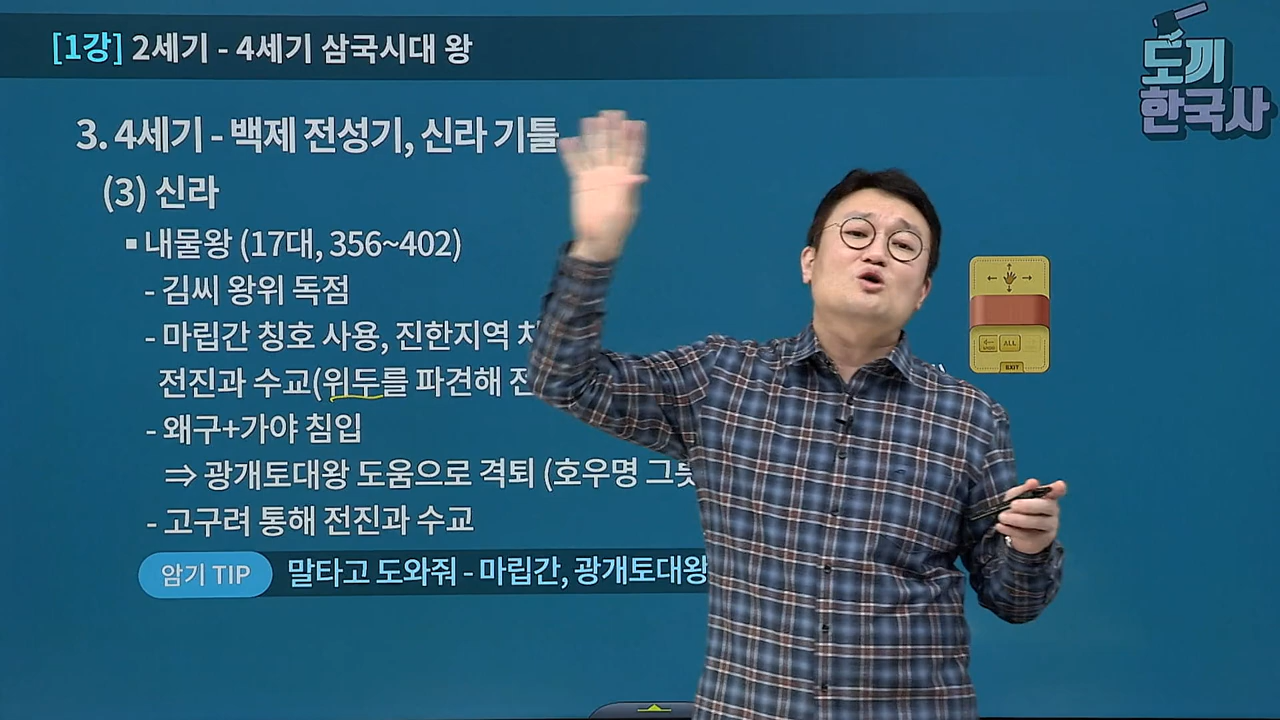 [1강] 2세기 - 4세기 삼국시대 왕
도끼
한국사
3. 4세기 - 백제 전성기, 신라 기틀
(3) 신라
▪ 내물왕 (17대, 356~402)
- 김씨 왕위 독점
- 마립간 칭호 사용, 진한지역
전진과 수교(위두를 파견해
- 왜구+가야 침입
⇒ 광개토대왕 도움으로 격퇴 (호우명
- 고구려 통해 전진과 수교
암기 TIP 말타고 도와줘 - 마립간, 광개토대왕
ALL
EXIT